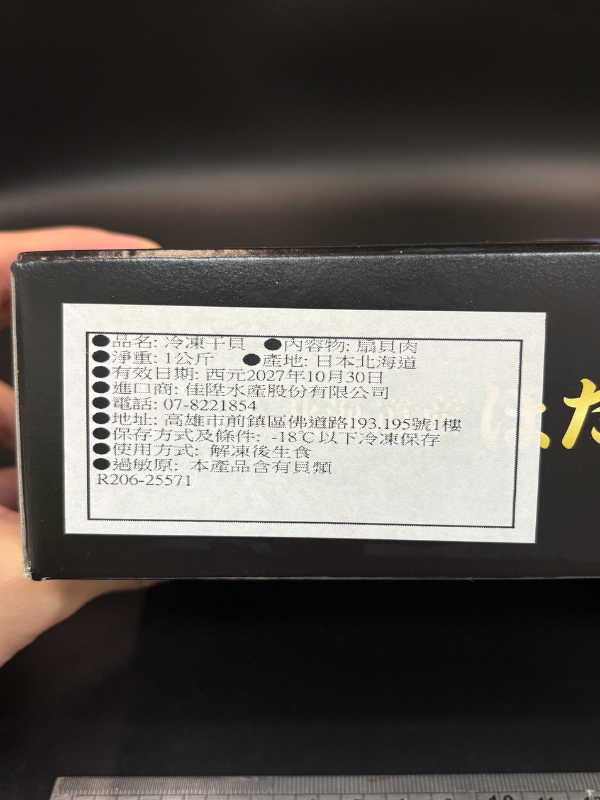 ●品名: 冷凍干貝 ●內容物: 扇貝肉
●淨重: 1公斤 ●產地: 日本北海道
●有效日期: 西元2027年10月30日
●進口商: 佳陞水產股份有限公司
●電話: 07-8221854
●地址: 高雄市前鎮區佛道路193.195號1樓
●保存方式及條件: -18℃以下冷凍保存
●使用方式: 解凍後生食
●過敏原: 本產品含有貝類
R206-25571
ほた